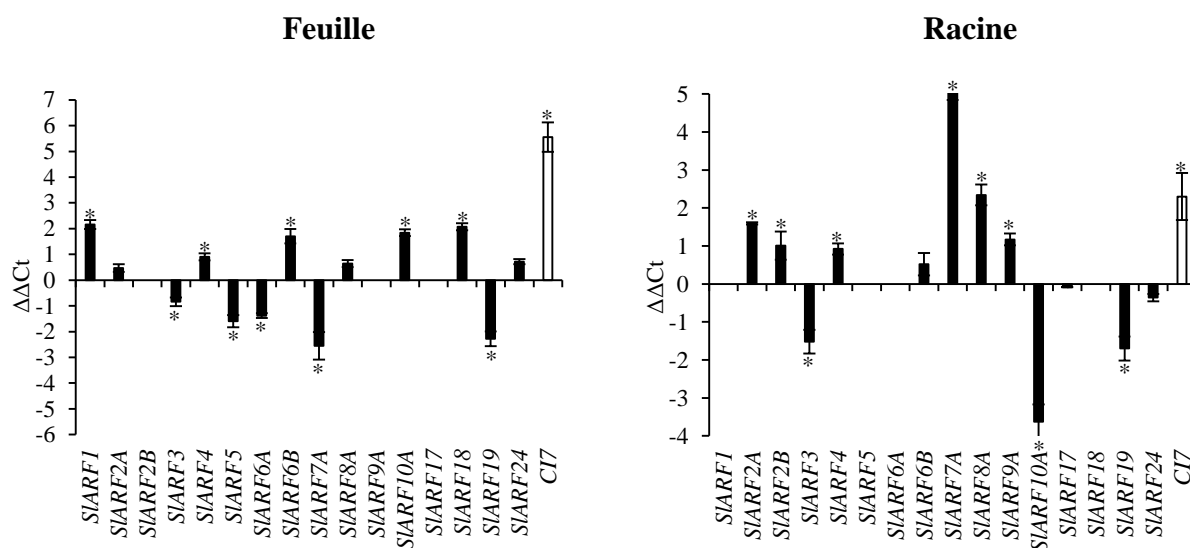 Feuille
ΔΔCt
7
6
5
4
3
2
1
0
-1
-2
-3
-4
-5
-6
*
*
*
*
*
*
*
*
*
*
*
SlARF1
SlARF2A
SlARF2B
SlARF3
SlARF4
SlARF5
SlARF6A
SlARF6B
SlARF7A
SlARF8A
SlARF9A
SlARF10A
SlARF17
SlARF18
SlARF19
SlARF24
CI7
Racine
ΔΔCt
5
4
3
2
1
0
-1
-2
-3
-4
*
*
*
*
*
*
*
*
*
*
SlARF1
SlARF2A
SlARF2B
SlARF3
SlARF4
SlARF5
SlARF6A
SlARF6B
SlARF7A
SlARF8A
SlARF9A
SlARF10A
SlARF17
SlARF18
SlARF19
SlARF24
CI7